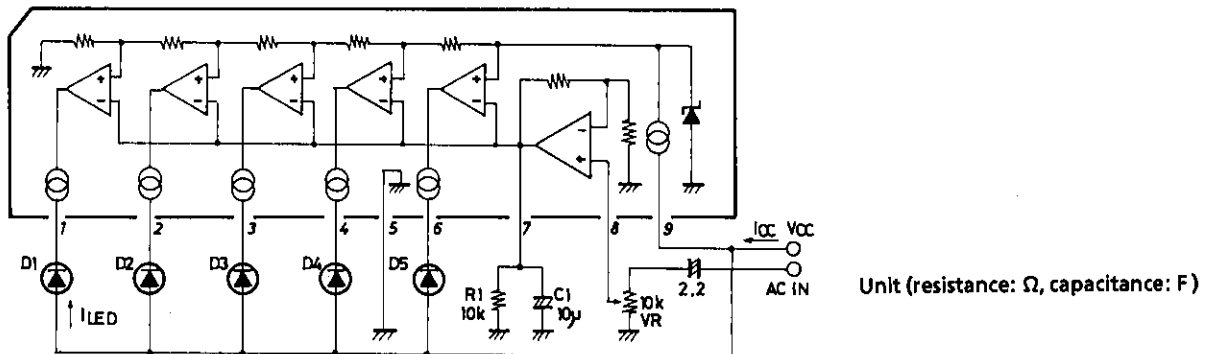 + + + + +
- - - - -
-
+
1 2 3 4 5 6 7 8 9
ICC VCC
D1 D2 D3 D4 D5
2,2 AC IN
ILED
R1 10k
C1 10μ
10k VR
Unit (resistance: Ω, capacitance: F)